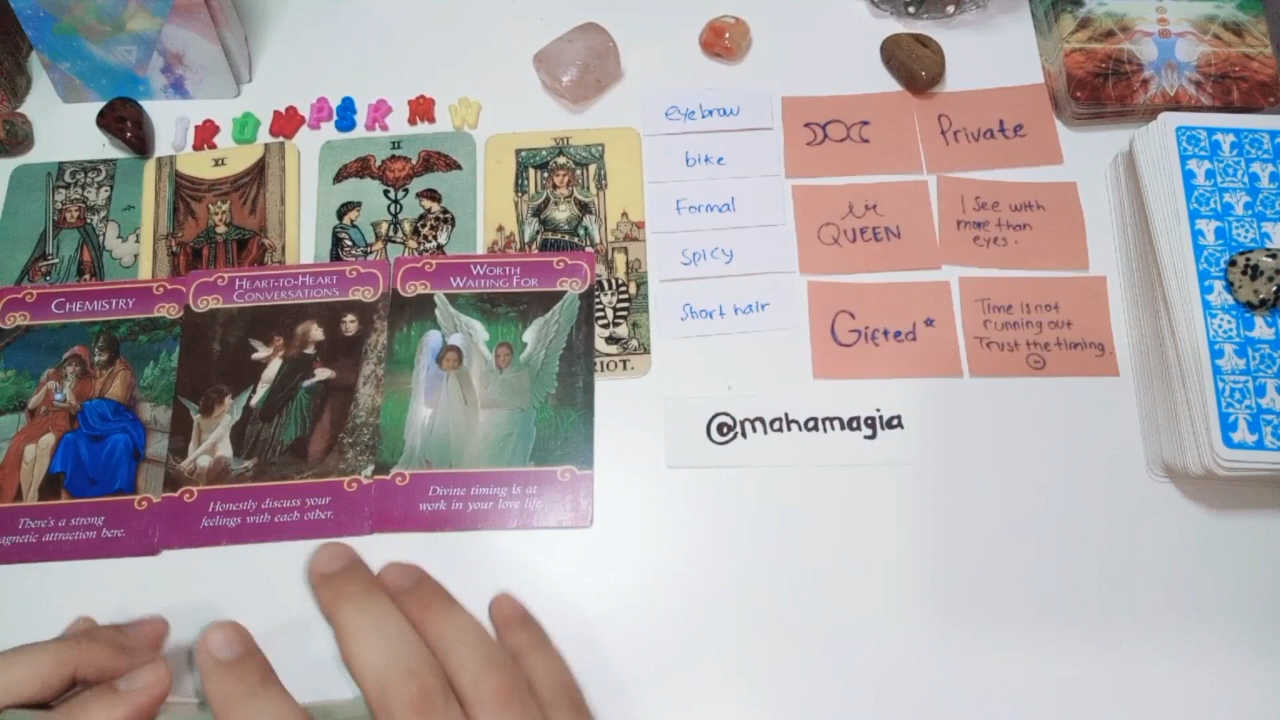 K W P S K M W
XI
II
VII
RIOT.
CHEMISTRY
There's a strong
agnetic attraction here.
HEART-TO-HEART
CONVERSATIONS
Honestly discuss your
feelings with each other.
WORTH
WAITING FOR
Divine timing is at
work in your love life.
eyebrow
bike
Formal
Spicy
Short hair
Private
QUEEN
I See with
more than
eyes.
Gifted*
Time is not
running out
Trust the timing.
@mahamagia